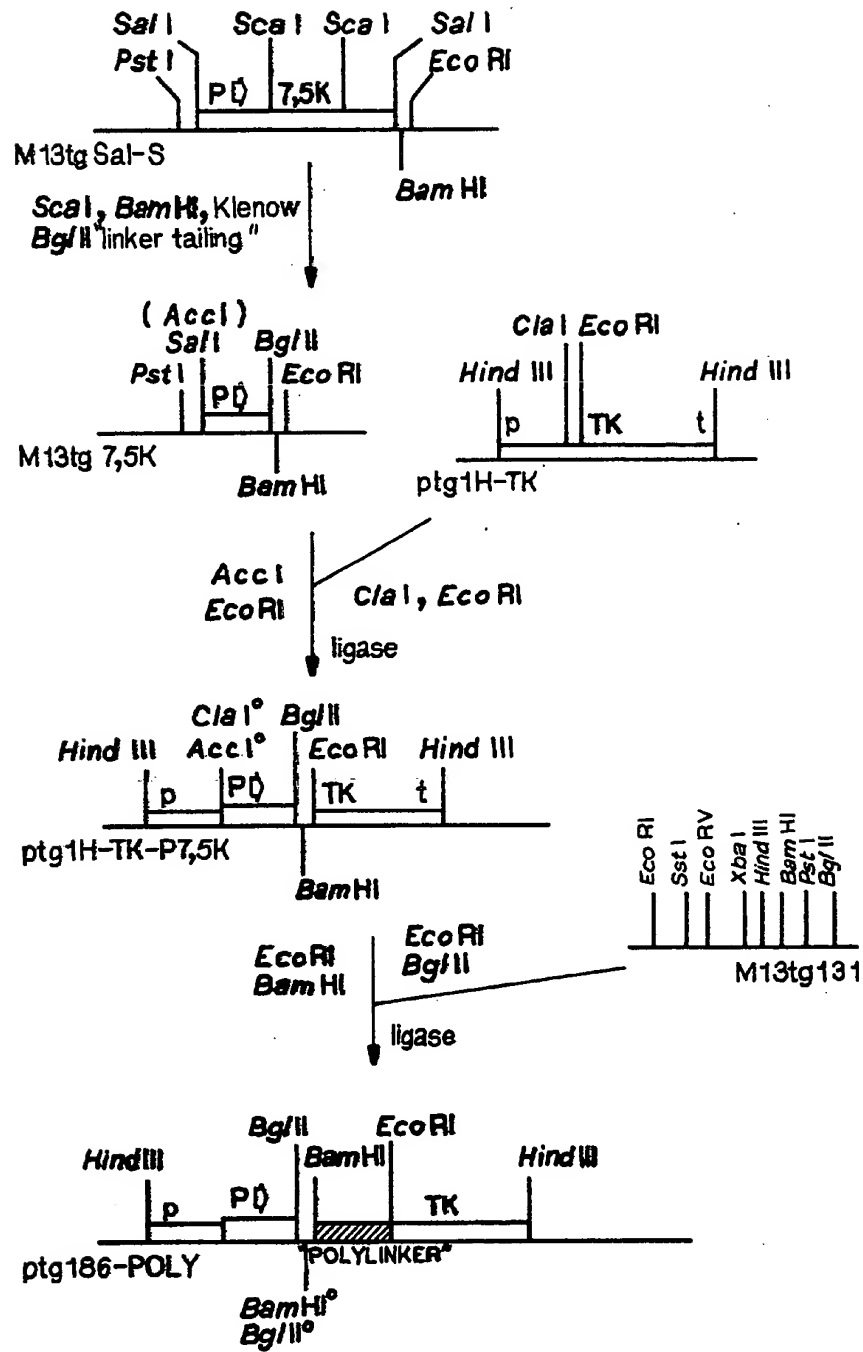 Sal I Sca I Sca I Sal I
Pst I Eco RI
P 7,5K
M13tg Sal-S
Bam HI
Sca I, Bam HI, Klenow
Bgl II "linker tailing"
(Acc I)
Sal I Bgl II
Pst I Eco RI
P
M13tg 7,5K
Bam HI
Cla I Eco RI
Hind III Hind III
p TK t
ptg1H-TK
Acc I
Eco RI
Cla I, Eco RI
ligase
Cla I° Bgl II
Hind III Acc I° Eco RI Hind III
p P TK t
ptg1H-TK-P7,5K
Bam HI
Eco RI Sst I Eco RV Xba I Hind III Bam HI Pst I Bgl II
M13tg131
Eco RI
Bam HI
Eco RI
Bgl II
ligase
Bgl II Eco RI
Hind III Bam HI Hind III
p P TK
"POLYLINKER"
ptg186-POLY
Bam HI°
Bgl II°